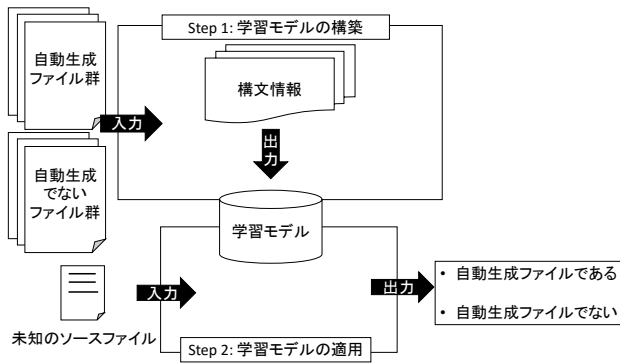 Step 1: 学習モデルの構築
自動生成
ファイル群
構文情報
入力
出力
自動生成
でない
ファイル群
学習モデル
入力
出力
• 自動生成ファイルである
• 自動生成ファイルでない
未知のソースファイル
Step 2: 学習モデルの適用